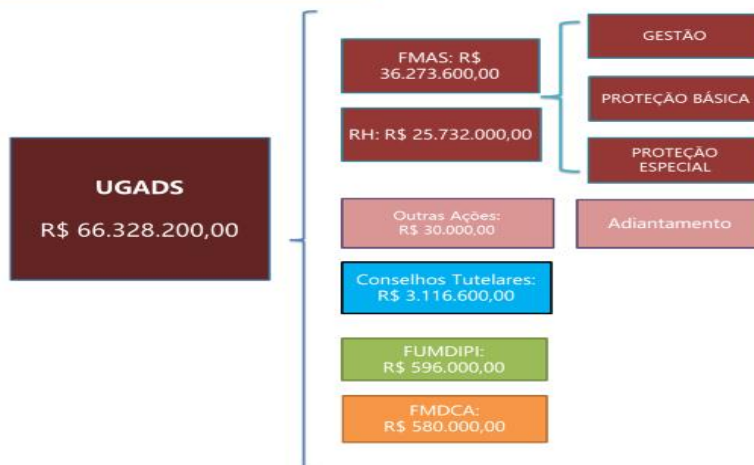 UGADS
R$ 66.328.200,00
FMAS: R$
36.273.600,00
RH: R$ 25.732.000,00
GESTÃO
PROTEÇÃO BÁSICA
PROTEÇÃO
ESPECIAL
Outras Ações:
R$ 30.000,00
Adiantamento
Conselhos Tutelares:
R$ 3.116.600,00
FUMDIPI:
R$ 596.000,00
FMDCA:
R$ 580.000,00